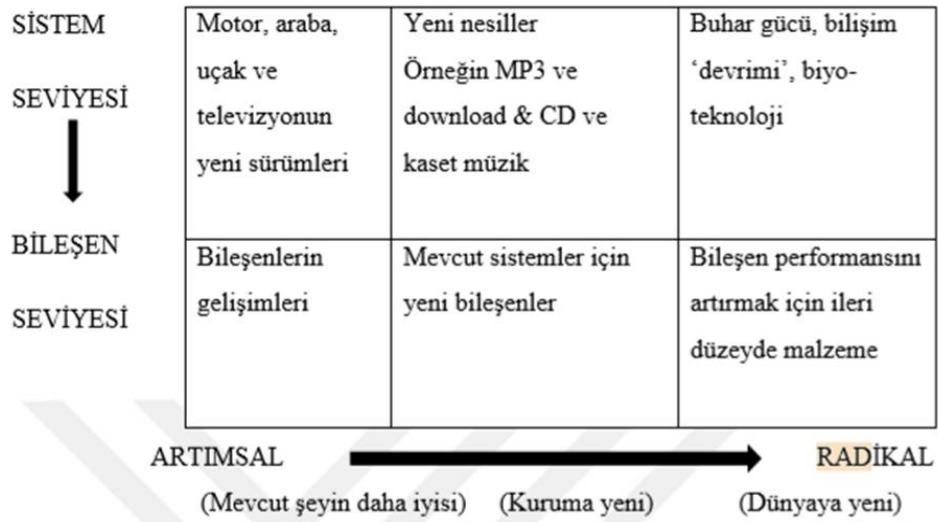 SİSTEM
SEVİYESİ
BİLEŞEN
SEVİYESİ
Motor, araba,
uçak ve
televizyonun
yeni sürümleri
Yeni nesiller
Örneğin MP3 ve
download & CD ve
kaset müzik
Buhar gücü, bilişim
‘devrimi’, biyo-
teknoloji
Bileşenlerin
gelişimleri
Mevcut sistemler için
yeni bileşenler
Bileşen performansını
artırmak için ileri
düzeyde malzeme
ARTIMSAL RADİKAL
(Mevcut şeyin daha iyisi) (Kuruma yeni) (Dünyaya yeni)